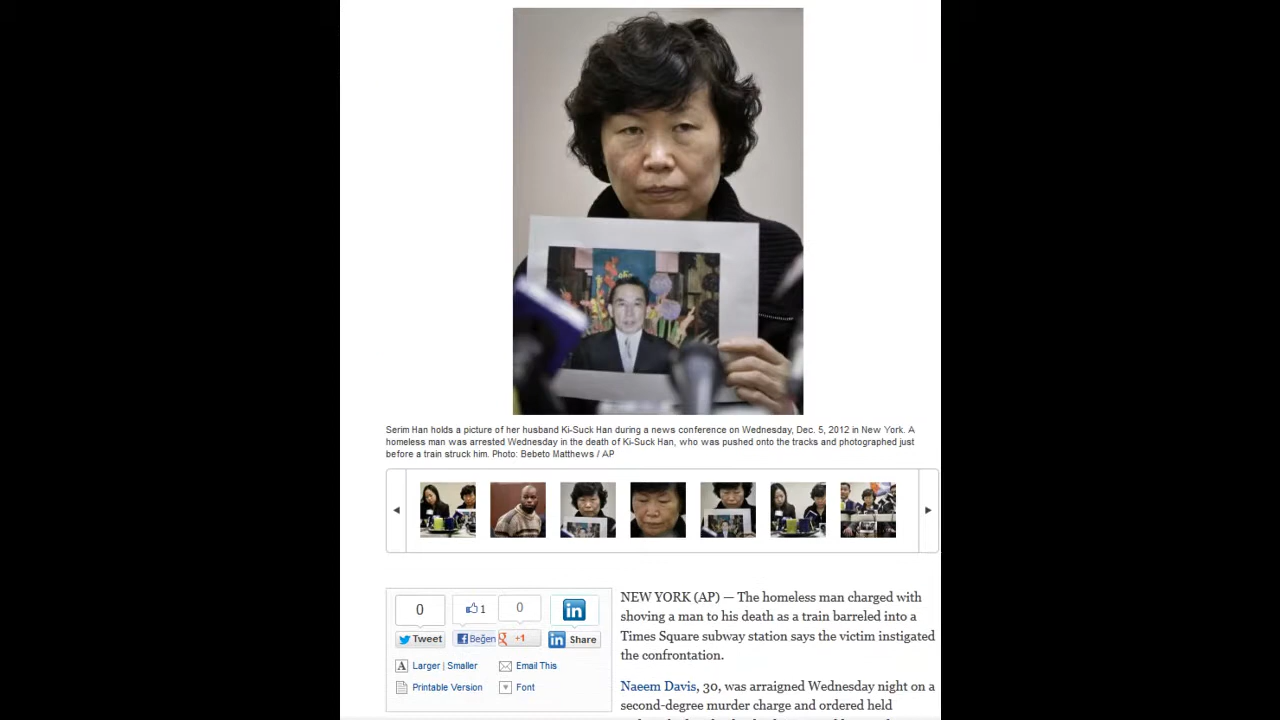 Serim Han holds a picture of her husband Ki-Suck Han during a news conference on Wednesday, Dec. 5, 2012 in New York. A
homeless man was arrested Wednesday in the death of Ki-Suck Han, who was pushed onto the tracks and photographed just
before a train struck him. Photo: Bebeto Matthews / AP
0
1
0
in
Tweet
Beğen
+1
in Share
A Larger | Smaller
Email This
Printable Version
Font
NEW YORK (AP) — The homeless man charged with
shoving a man to his death as a train barreled into a
Times Square subway station says the victim instigated
the confrontation.
Naeem Davis, 30, was arraigned Wednesday night on a
second-degree murder charge and ordered held